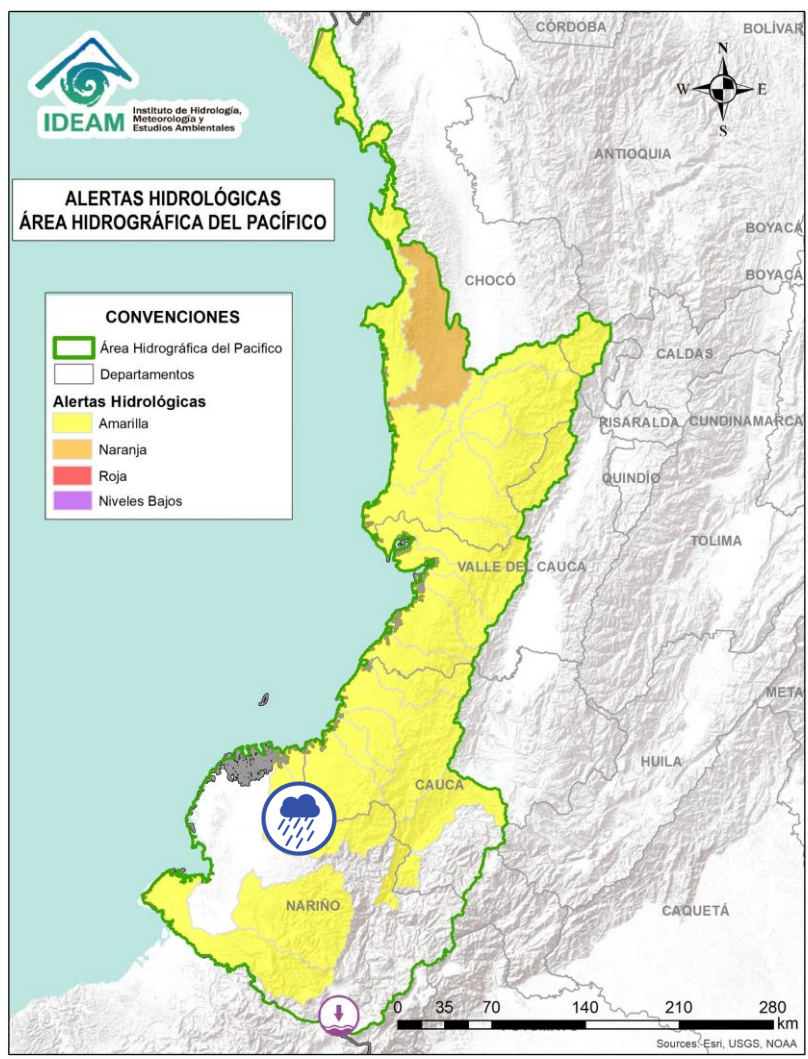 CÓRDOBA
BOLÍVAR
IDEAM
Instituto de Hidrología,
Meteorología y
Estudios Ambientales
N
W
E
S
ANTIOQUIA
ALERTAS HIDROLÓGICAS
ÁREA HIDROGRÁFICA DEL PACÍFICO
BOYACÁ
BOYACÁ
CHOCÓ
CONVENCIONES
Área Hidrográfica del Pacifico
Departamentos
Alertas Hidrológicas
Amarilla
Naranja
Roja
Niveles Bajos
CALDAS
RISARALDA
CUNDINAMARCA
QUINDÍO
TOLIMA
VALLE DEL CAUCA
META
HUILA
CAUCA
NARIÑO
CAQUETÁ
0 35 70 140 210 280
km
Sources: Esri, USGS, NOAA